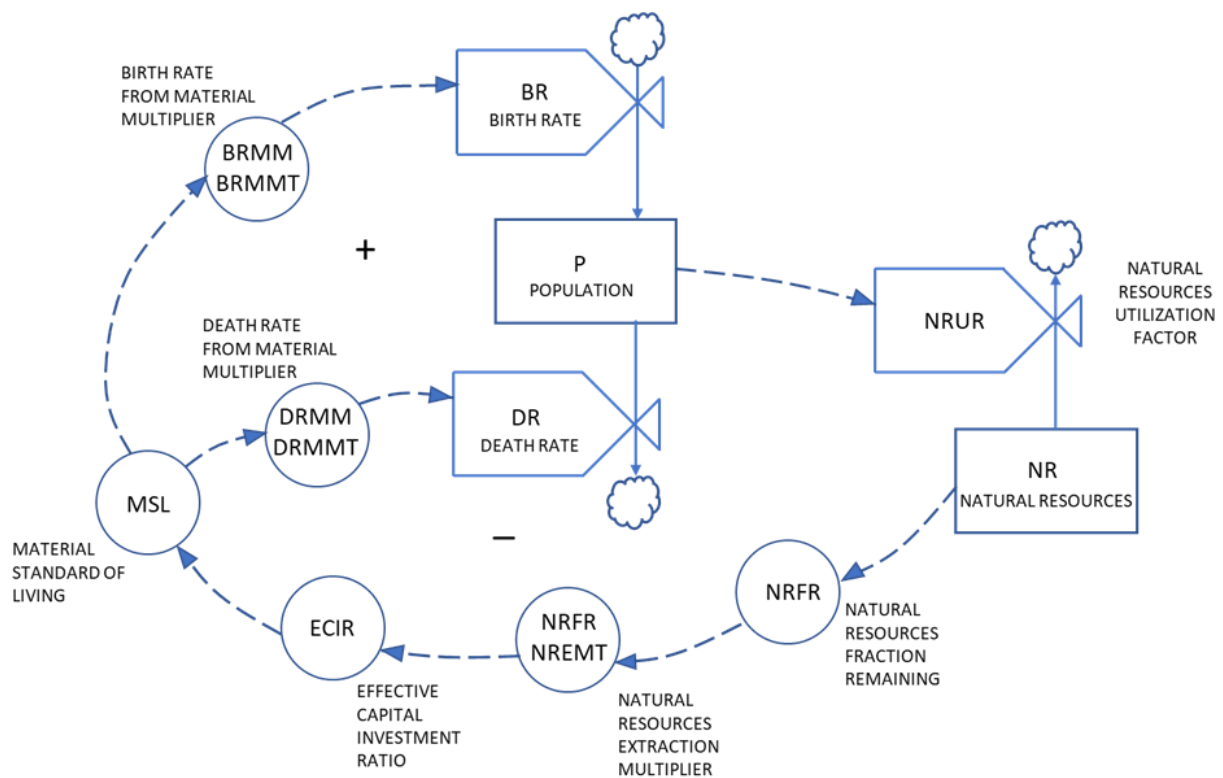 BIRTH RATE
FROM MATERIAL
MULTIPLIER
BRMM
BRMMT
BR
BIRTH RATE
+
P
POPULATION
NRUR
NATURAL
RESOURCES
UTILIZATION
FACTOR
DEATH RATE
FROM MATERIAL
MULTIPLIER
DRMM
DRMMT
DR
DEATH RATE
NR
NATURAL RESOURCES
MSL
MATERIAL
STANDARD OF
LIVING
–
NRFR
NATURAL
RESOURCES
FRACTION
REMAINING
ECIR
EFFECTIVE
CAPITAL
INVESTMENT
RATIO
NRFR
NREMT
NATURAL
RESOURCES
EXTRACTION
MULTIPLIER